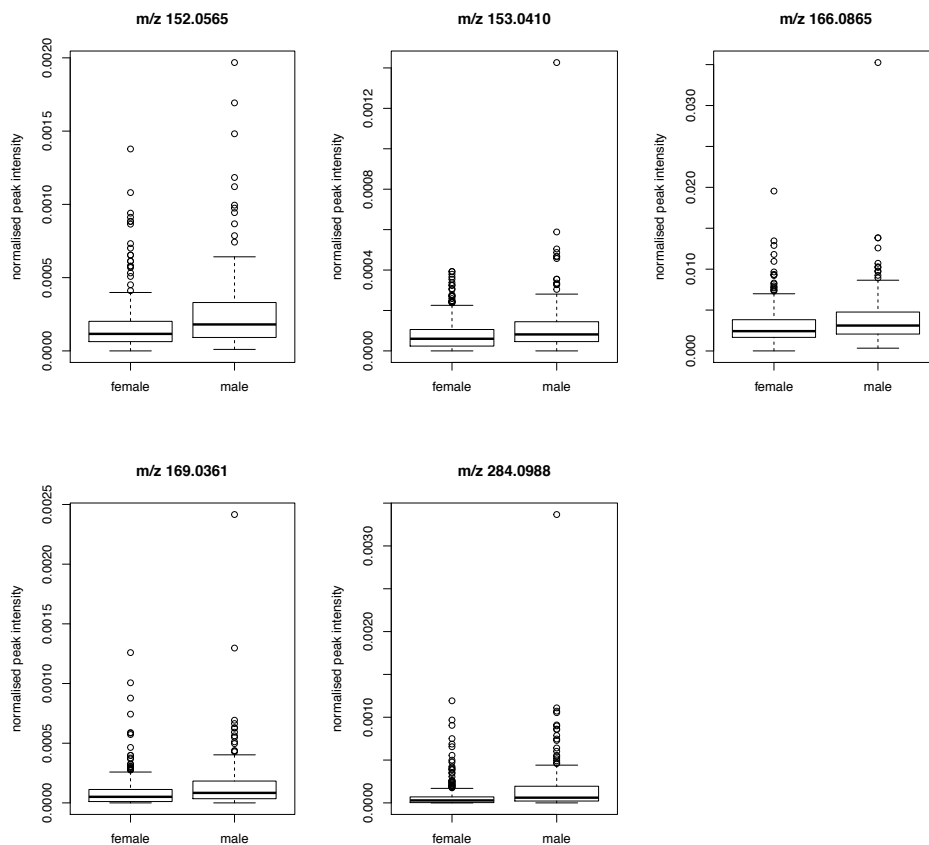 m/z 152.0565
normalised peak intensity
0.0020
0.0015
0.0010
0.0005
0.0000
female
male
m/z 153.0410
normalised peak intensity
0.0012
0.0008
0.0004
0.0000
female
male
m/z 166.0865
normalised peak intensity
0.030
0.020
0.010
0.000
female
male
m/z 169.0361
normalised peak intensity
0.0025
0.0020
0.0015
0.0010
0.0005
0.0000
female
male
m/z 284.0988
normalised peak intensity
0.0030
0.0020
0.0010
0.0000
female
male